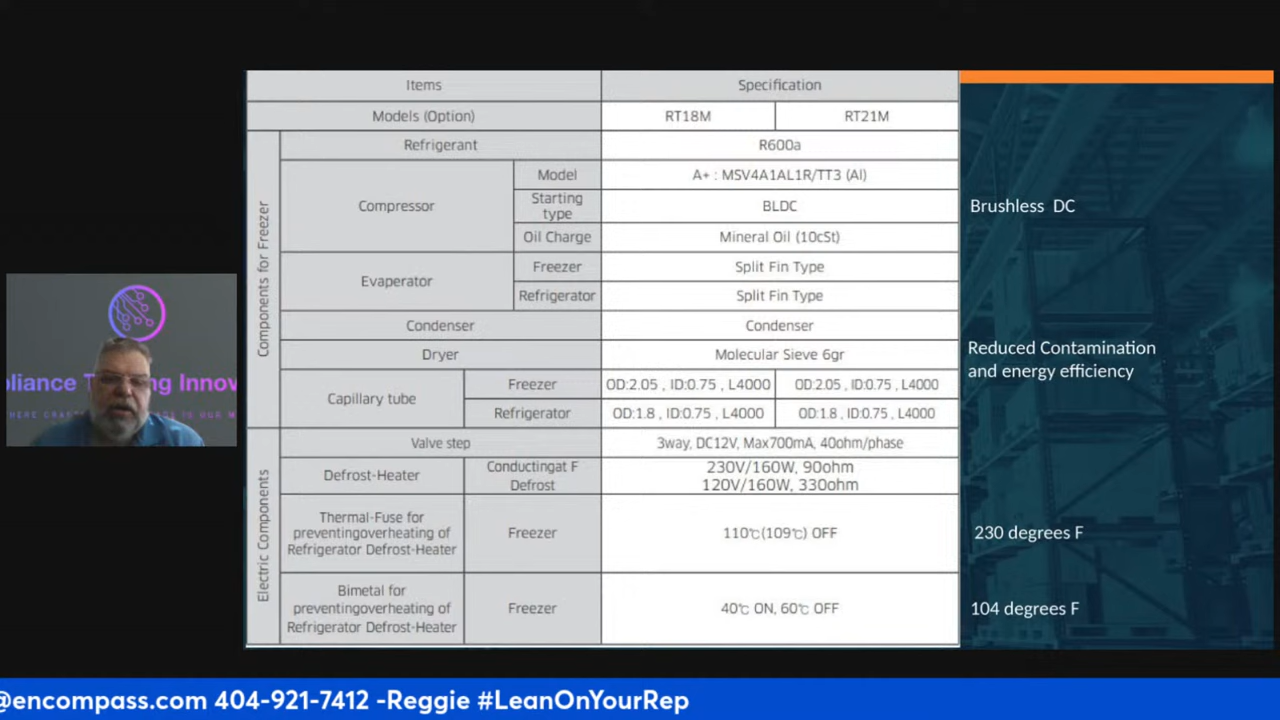 Items Specification
Models (Option) RT18M RT21M
Components for Freezer
Refrigerant R600a
Compressor Model A+ : MSV4A1AL1R/TT3 (Al)
Starting type BLDC
Brushless DC
Oil Charge Mineral Oil (10cSt)
Evaporator Freezer Split Fin Type
Refrigerator Split Fin Type
Condenser Condenser
Dryer Molecular Sieve 6gr
Reduced Contamination
and energy efficiency
Capillary tube Freezer OD:2.05 , ID:0.75 , L4000 OD:2.05 , ID:0.75 , L4000
Refrigerator OD:1.8 , ID:0.75 , L4000 OD:1.8 , ID:0.75 , L4000
Electric Components
Valve step 3way, DC12V, Max700mA, 40ohm/phase
Defrost-Heater
Conductingat F
Defrost
230V/160W, 90ohm
120V/160W, 330ohm
Thermal-Fuse for
preventingoverheating of
Refrigerator Defrost-Heater
Freezer
110℃(109℃) OFF
230 degrees F
Bimetal for
preventingoverheating of
Refrigerator Defrost-Heater
Freezer
40℃ ON, 60℃ OFF
104 degrees F
@encompass.com 404-921-7412 -Reggie #LeanOnYourRep